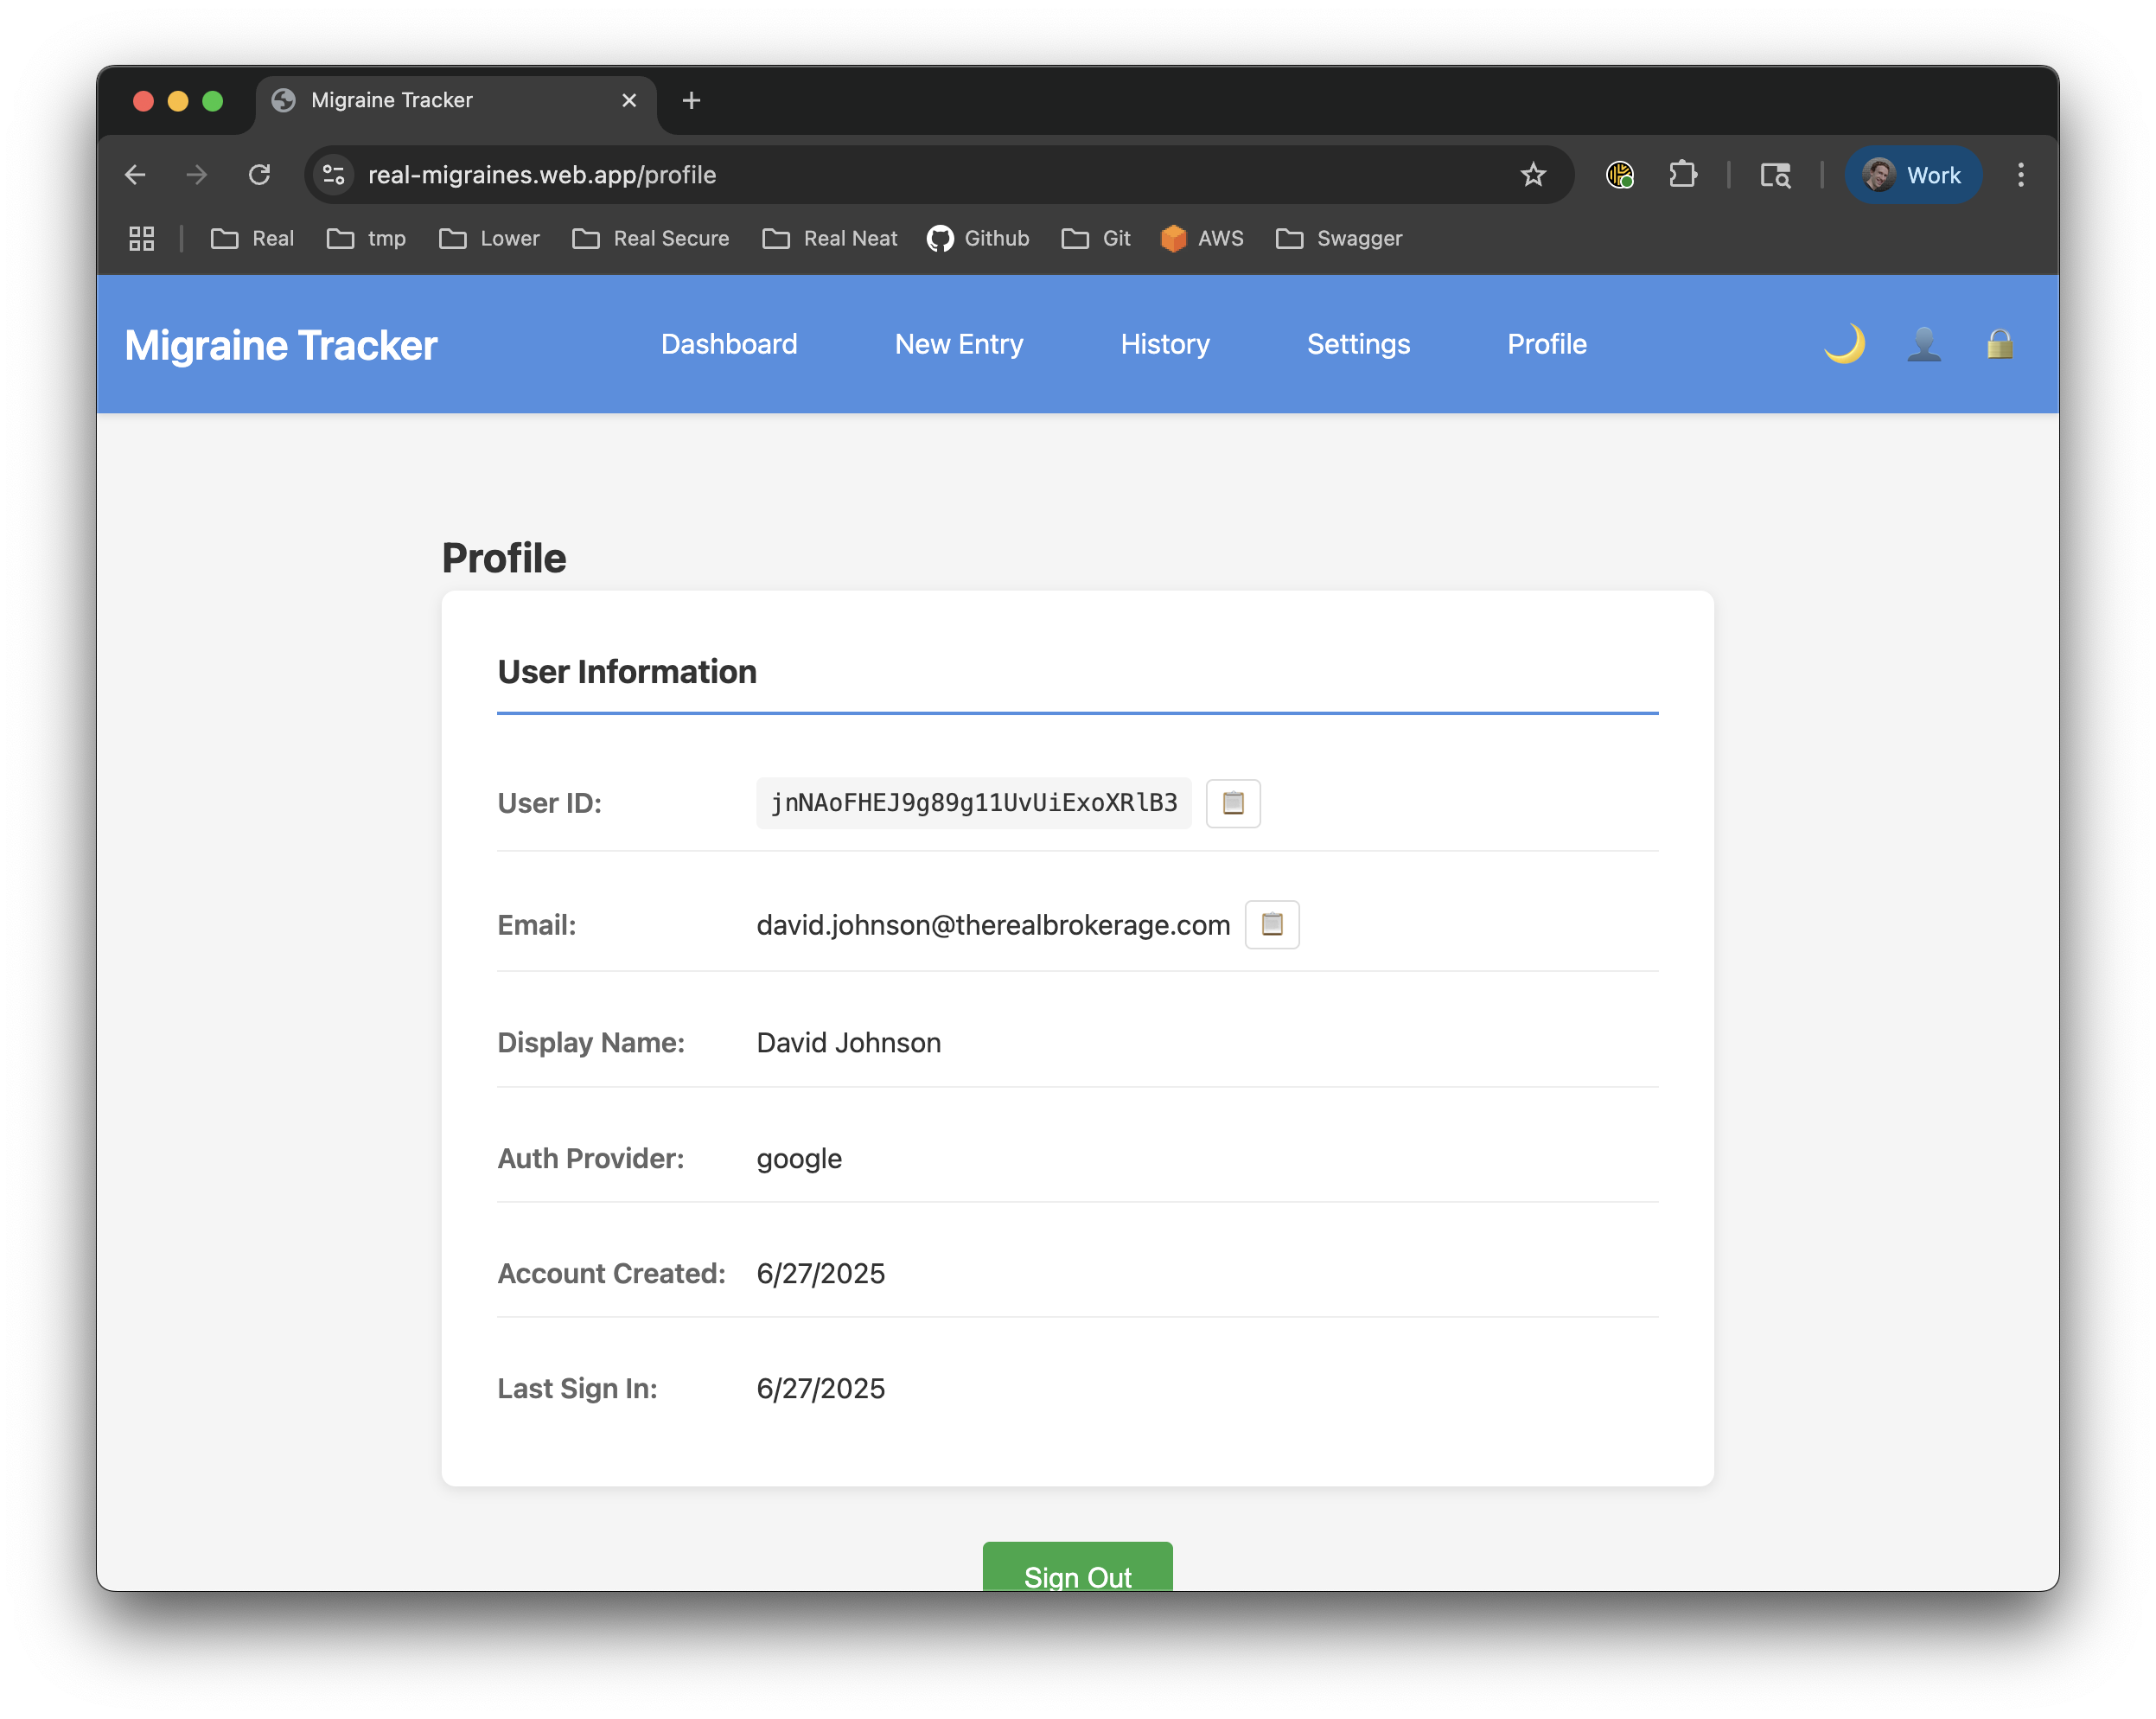 Migraine Tracker
real-migraines.web.app/profile
Work
Real tmp Lower Real Secure Real Neat Github Git AWS Swagger
Migraine Tracker Dashboard New Entry History Settings Profile
Profile
User Information
User ID: jnNAoFHEJ9g89g11UvUiExoXRlB3
Email: david.johnson@therealbrokerage.com
Display Name: David Johnson
Auth Provider: google
Account Created: 6/27/2025
Last Sign In: 6/27/2025
Sign Out